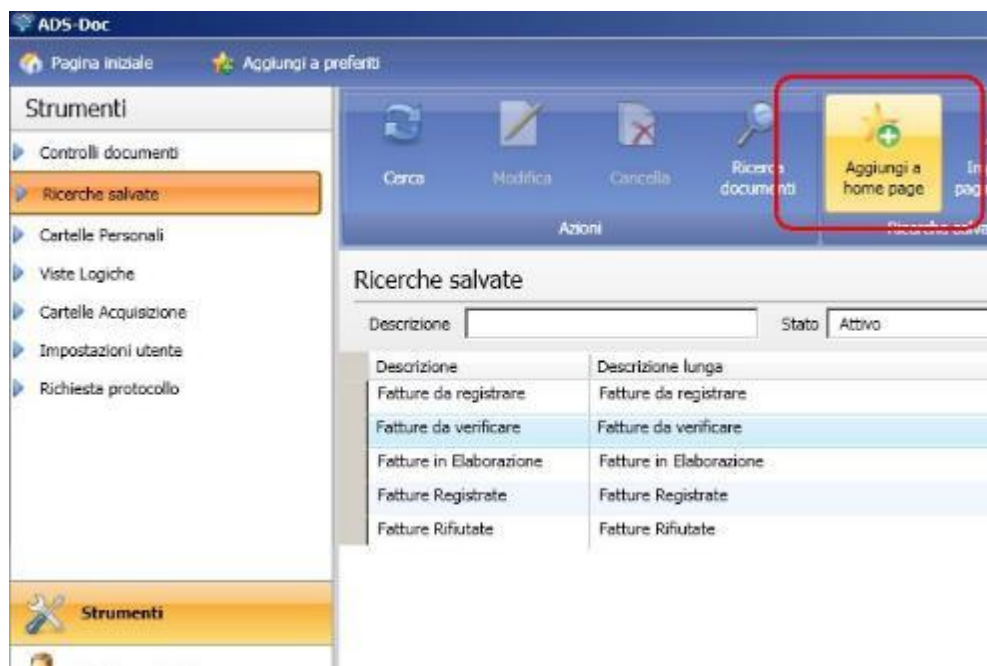 ADS-Doc
Pagina iniziale Aggiungi a preferiti
Strumenti
Controlli documenti
Ricerche salvate
Cartelle Personali
Viste Logiche
Cartelle Acquisizione
Impostazioni utente
Richiesta protocollo
Strumenti
Cerca Modifica Cancella Ricerca documenti Aggiungi a home page
Azioni Ricerche
Ricerche salvate
Descrizione Stato Attivo
Descrizione Descrizione lunga
Fatture da registrare Fatture da registrare
Fatture da verificare Fatture da verificare
Fatture in Elaborazione Fatture in Elaborazione
Fatture Registrate Fatture Registrate
Fatture Rifiutate Fatture Rifiutate